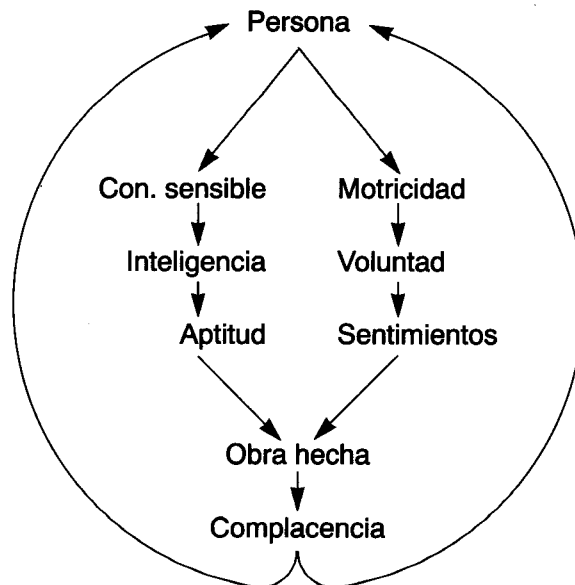 Persona
Con. sensible
Motricidad
Inteligencia
Voluntad
Aptitud
Sentimientos
Obra hecha
Complacencia